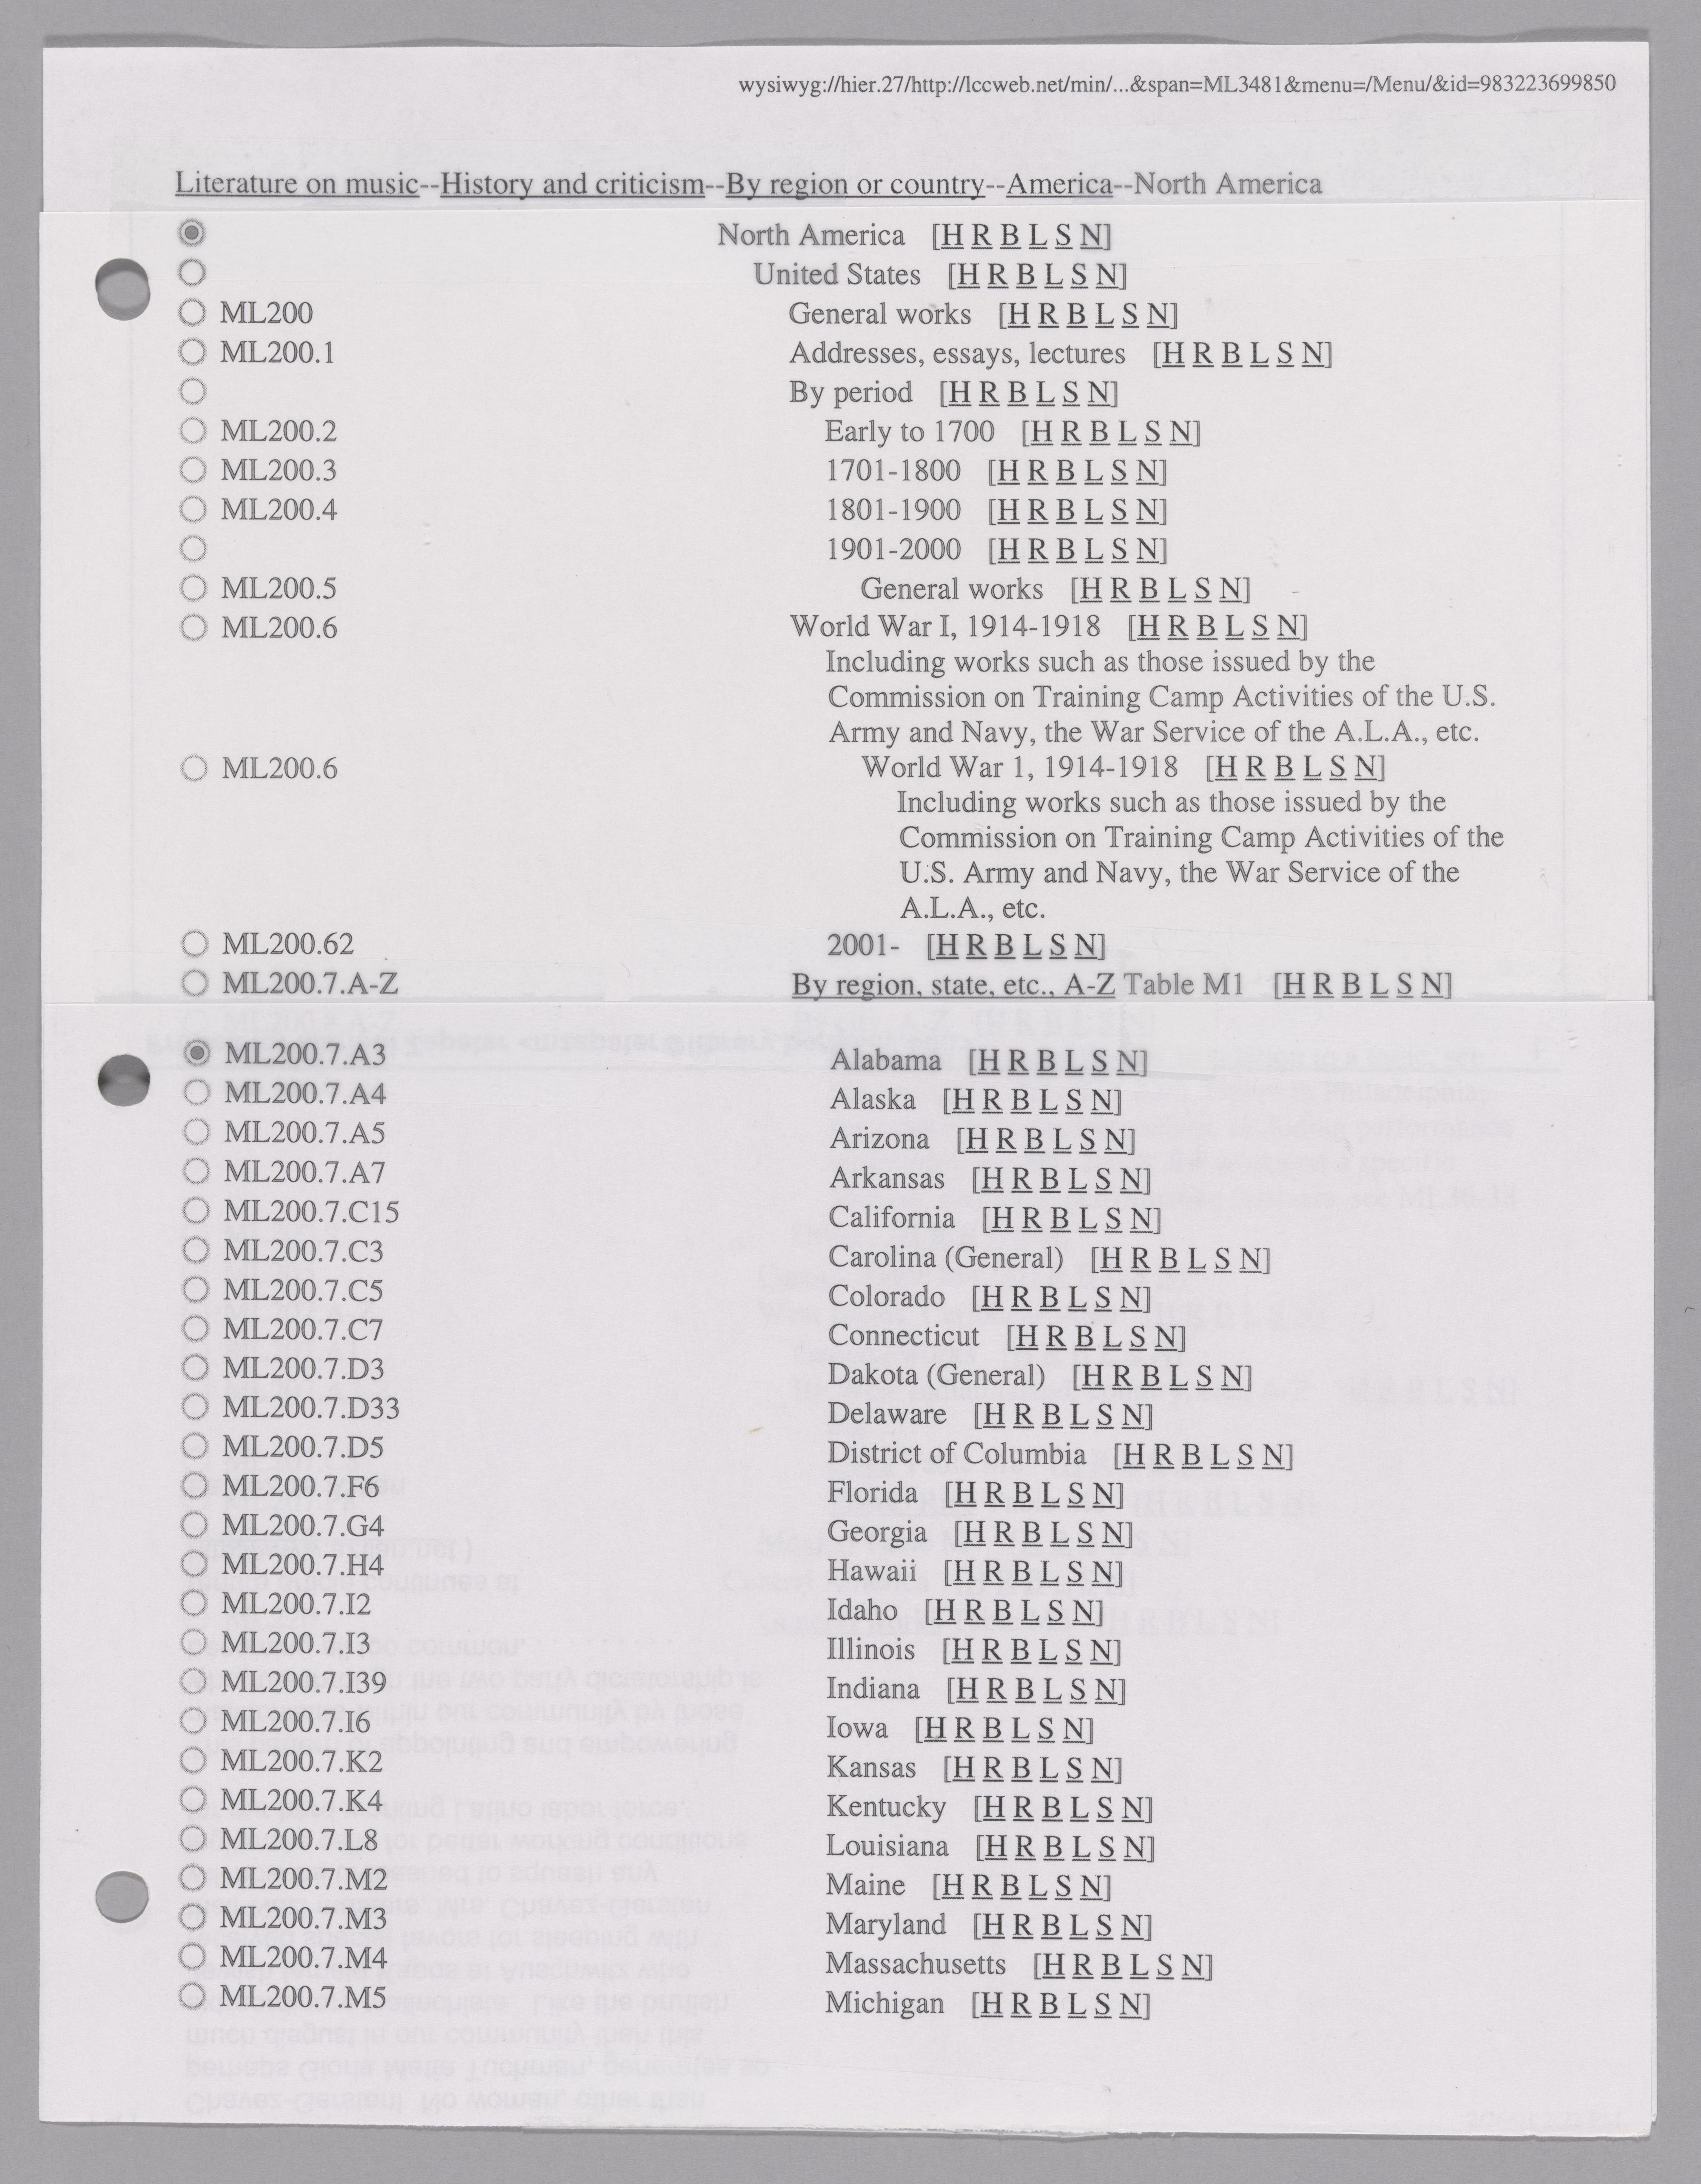 wysiwyg://hier.27/http://lccweb.net/min/...&span=ML3481&menu=/Menu/&id=983223699850
Literature on music--History and criticism--By region or country--America--North America
North America [H R B L S N]
United States [H R B L S N]
ML200 General works [H R B L S N]
ML200.1 Addresses, essays, lectures [H R B L S N]
By period [H R B L S N]
ML200.2 Early to 1700 [H R B L S N]
ML200.3 1701-1800 [H R B L S N]
ML200.4 1801-1900 [H R B L S N]
1901-2000 [H R B L S N]
ML200.5 General works [H R B L S N]
ML200.6 World War I, 1914-1918 [H R B L S N]
Including works such as those issued by the
Commission on Training Camp Activities of the U.S.
Army and Navy, the War Service of the A.L.A., etc.
ML200.6 World War 1, 1914-1918 [H R B L S N]
Including works such as those issued by the
Commission on Training Camp Activities of the
U.S. Army and Navy, the War Service of the
A.L.A., etc.
ML200.62 2001- [H R B L S N]
ML200.7.A-Z By region, state, etc., A-Z Table M1 [H R B L S N]
ML200.7.A3 Alabama [H R B L S N]
ML200.7.A4 Alaska [H R B L S N]
ML200.7.A5 Arizona [H R B L S N]
ML200.7.A7 Arkansas [H R B L S N]
ML200.7.C15 California [H R B L S N]
ML200.7.C3 Carolina (General) [H R B L S N]
ML200.7.C5 Colorado [H R B L S N]
ML200.7.C7 Connecticut [H R B L S N]
ML200.7.D3 Dakota (General) [H R B L S N]
ML200.7.D33 Delaware [H R B L S N]
ML200.7.D5 District of Columbia [H R B L S N]
ML200.7.F6 Florida [H R B L S N]
ML200.7.G4 Georgia [H R B L S N]
ML200.7.H4 Hawaii [H R B L S N]
ML200.7.I2 Idaho [H R B L S N]
ML200.7.I3 Illinois [H R B L S N]
ML200.7.I39 Indiana [H R B L S N]
ML200.7.I6 Iowa [H R B L S N]
ML200.7.K2 Kansas [H R B L S N]
ML200.7.K4 Kentucky [H R B L S N]
ML200.7.L8 Louisiana [H R B L S N]
ML200.7.M2 Maine [H R B L S N]
ML200.7.M3 Maryland [H R B L S N]
ML200.7.M4 Massachusetts [H R B L S N]
ML200.7.M5 Michigan [H R B L S N]